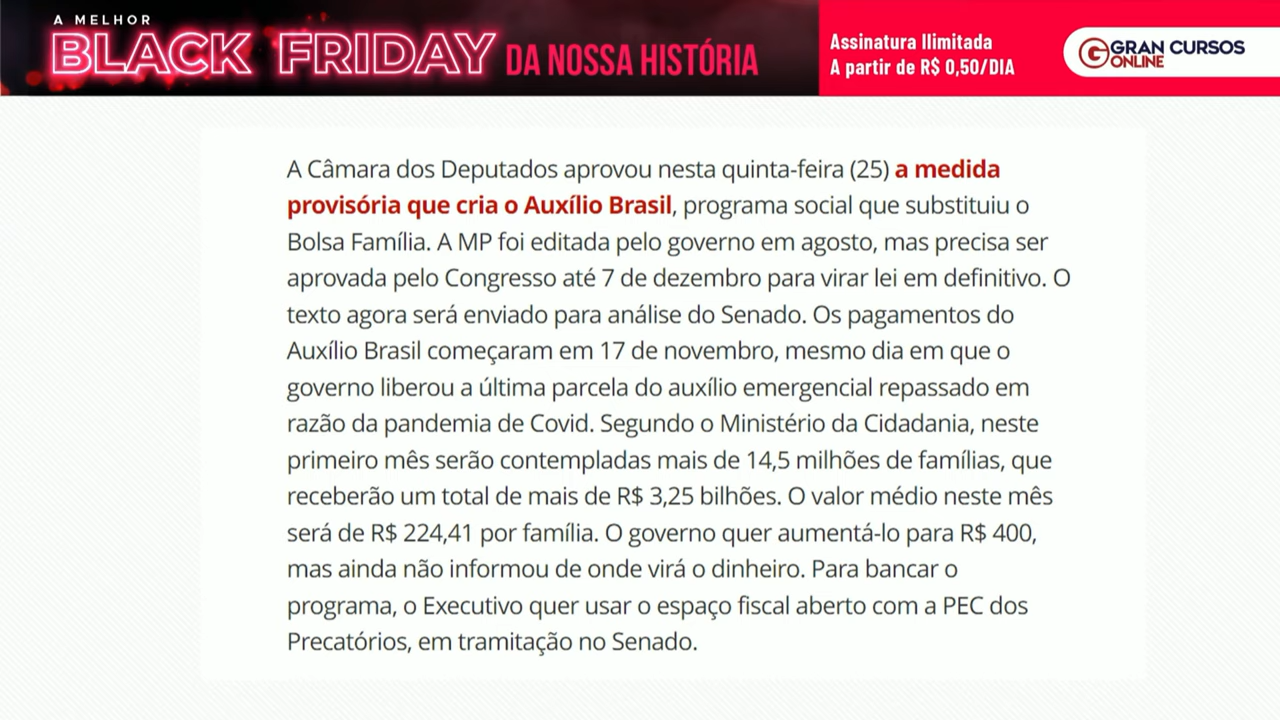 A MELHOR
BLACK FRIDAY DA NOSSA HISTÓRIA
Assinatura Ilimitada
A partir de R$ 0,50/DIA
GRAN CURSOS
ONLINE
A Câmara dos Deputados aprovou nesta quinta-feira (25) a medida
provisória que cria o Auxílio Brasil, programa social que substituiu o
Bolsa Família. A MP foi editada pelo governo em agosto, mas precisa ser
aprovada pelo Congresso até 7 de dezembro para virar lei em definitivo. O
texto agora será enviado para análise do Senado. Os pagamentos do
Auxílio Brasil começaram em 17 de novembro, mesmo dia em que o
governo liberou a última parcela do auxílio emergencial repassado em
razão da pandemia de Covid. Segundo o Ministério da Cidadania, neste
primeiro mês serão contempladas mais de 14,5 milhões de famílias, que
receberão um total de mais de R$ 3,25 bilhões. O valor médio neste mês
será de R$ 224,41 por família. O governo quer aumentá-lo para R$ 400,
mas ainda não informou de onde virá o dinheiro. Para bancar o
programa, o Executivo quer usar o espaço fiscal aberto com a PEC dos
Precatórios, em tramitação no Senado.